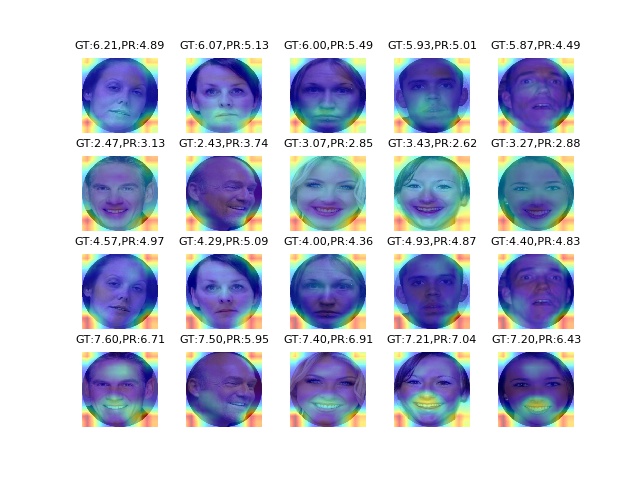 GT:6.21,PR:4.89 GT:6.07,PR:5.13 GT:6.00,PR:5.49 GT:5.93,PR:5.01 GT:5.87,PR:4.49
GT:2.47,PR:3.13 GT:2.43,PR:3.74 GT:3.07,PR:2.85 GT:3.43,PR:2.62 GT:3.27,PR:2.88
GT:4.57,PR:4.97 GT:4.29,PR:5.09 GT:4.00,PR:4.36 GT:4.93,PR:4.87 GT:4.40,PR:4.83
GT:7.60,PR:6.71 GT:7.50,PR:5.95 GT:7.40,PR:6.91 GT:7.21,PR:7.04 GT:7.20,PR:6.43